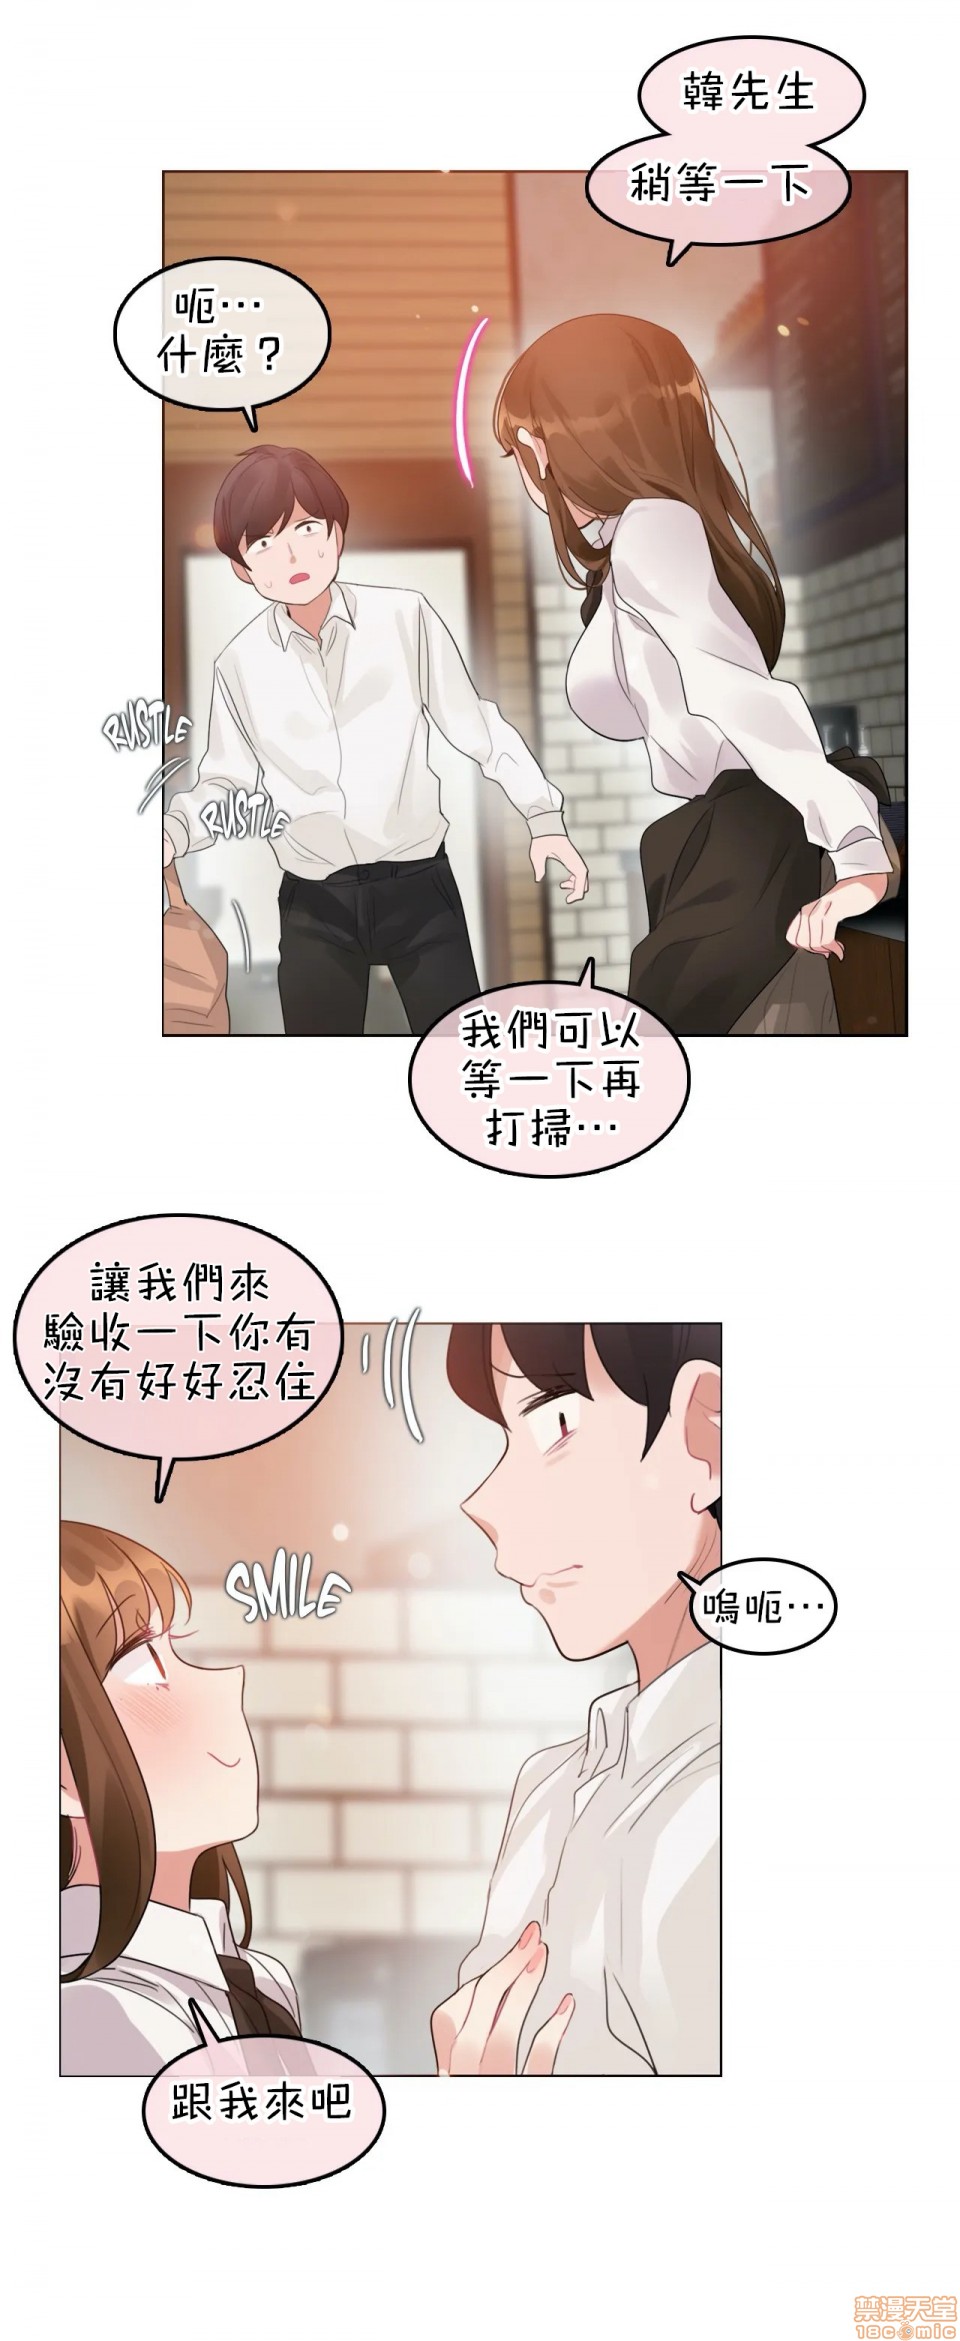 韓先生
稍等一下
呃…
什麼？
RUSTLE
RUSTLE
我們可以
等一下再
打掃…
讓我們來
驗收一下你有
沒有好好忍住
SMILE
嗚呃…
跟我來吧
禁漫天堂
18comic